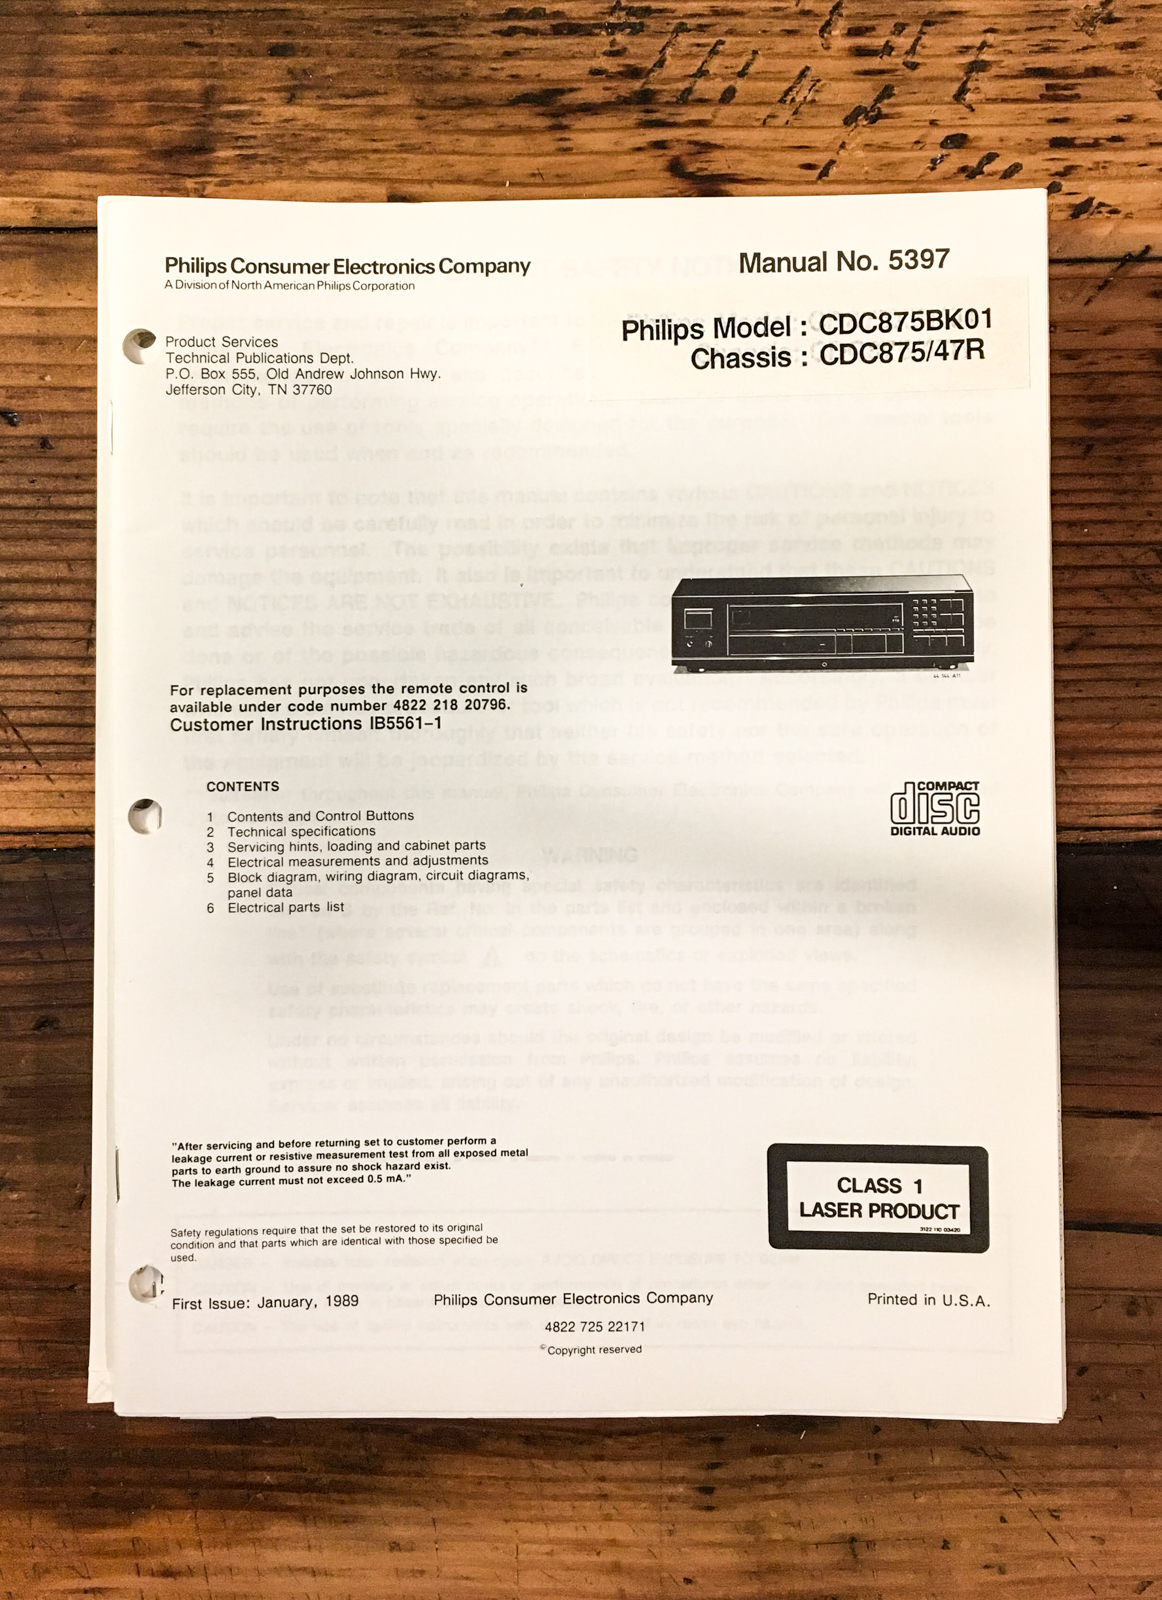 Philips Consumer Electronics Company
A Division of North American Philips Corporation
Manual No. 5397
Philips Model : CDC875BK01
Chassis : CDC875/47R
Product Services
Technical Publications Dept.
P.O. Box 555, Old Andrew Johnson Hwy.
Jefferson City, TN 37760
For replacement purposes the remote control is
available under code number 4822 218 20796.
Customer Instructions IB5561-1
CONTENTS
1 Contents and Control Buttons
2 Technical specifications
3 Servicing hints, loading and cabinet parts
4 Electrical measurements and adjustments
5 Block diagram, wiring diagram, circuit diagrams,
panel data
6 Electrical parts list
COMPACT
disc
DIGITAL AUDIO
WARNING
"After servicing and before returning set to customer perform a
leakage current or resistive measurement test from all exposed metal
parts to earth ground to assure no shock hazard exist.
The leakage current must not exceed 0.5 mA."
CLASS 1
LASER PRODUCT
3122 110 03420
Safety regulations require that the set be restored to its original
condition and that parts which are identical with those specified be
used.
First Issue: January, 1989
Philips Consumer Electronics Company
Printed in U.S.A.
4822 725 22171
©Copyright reserved